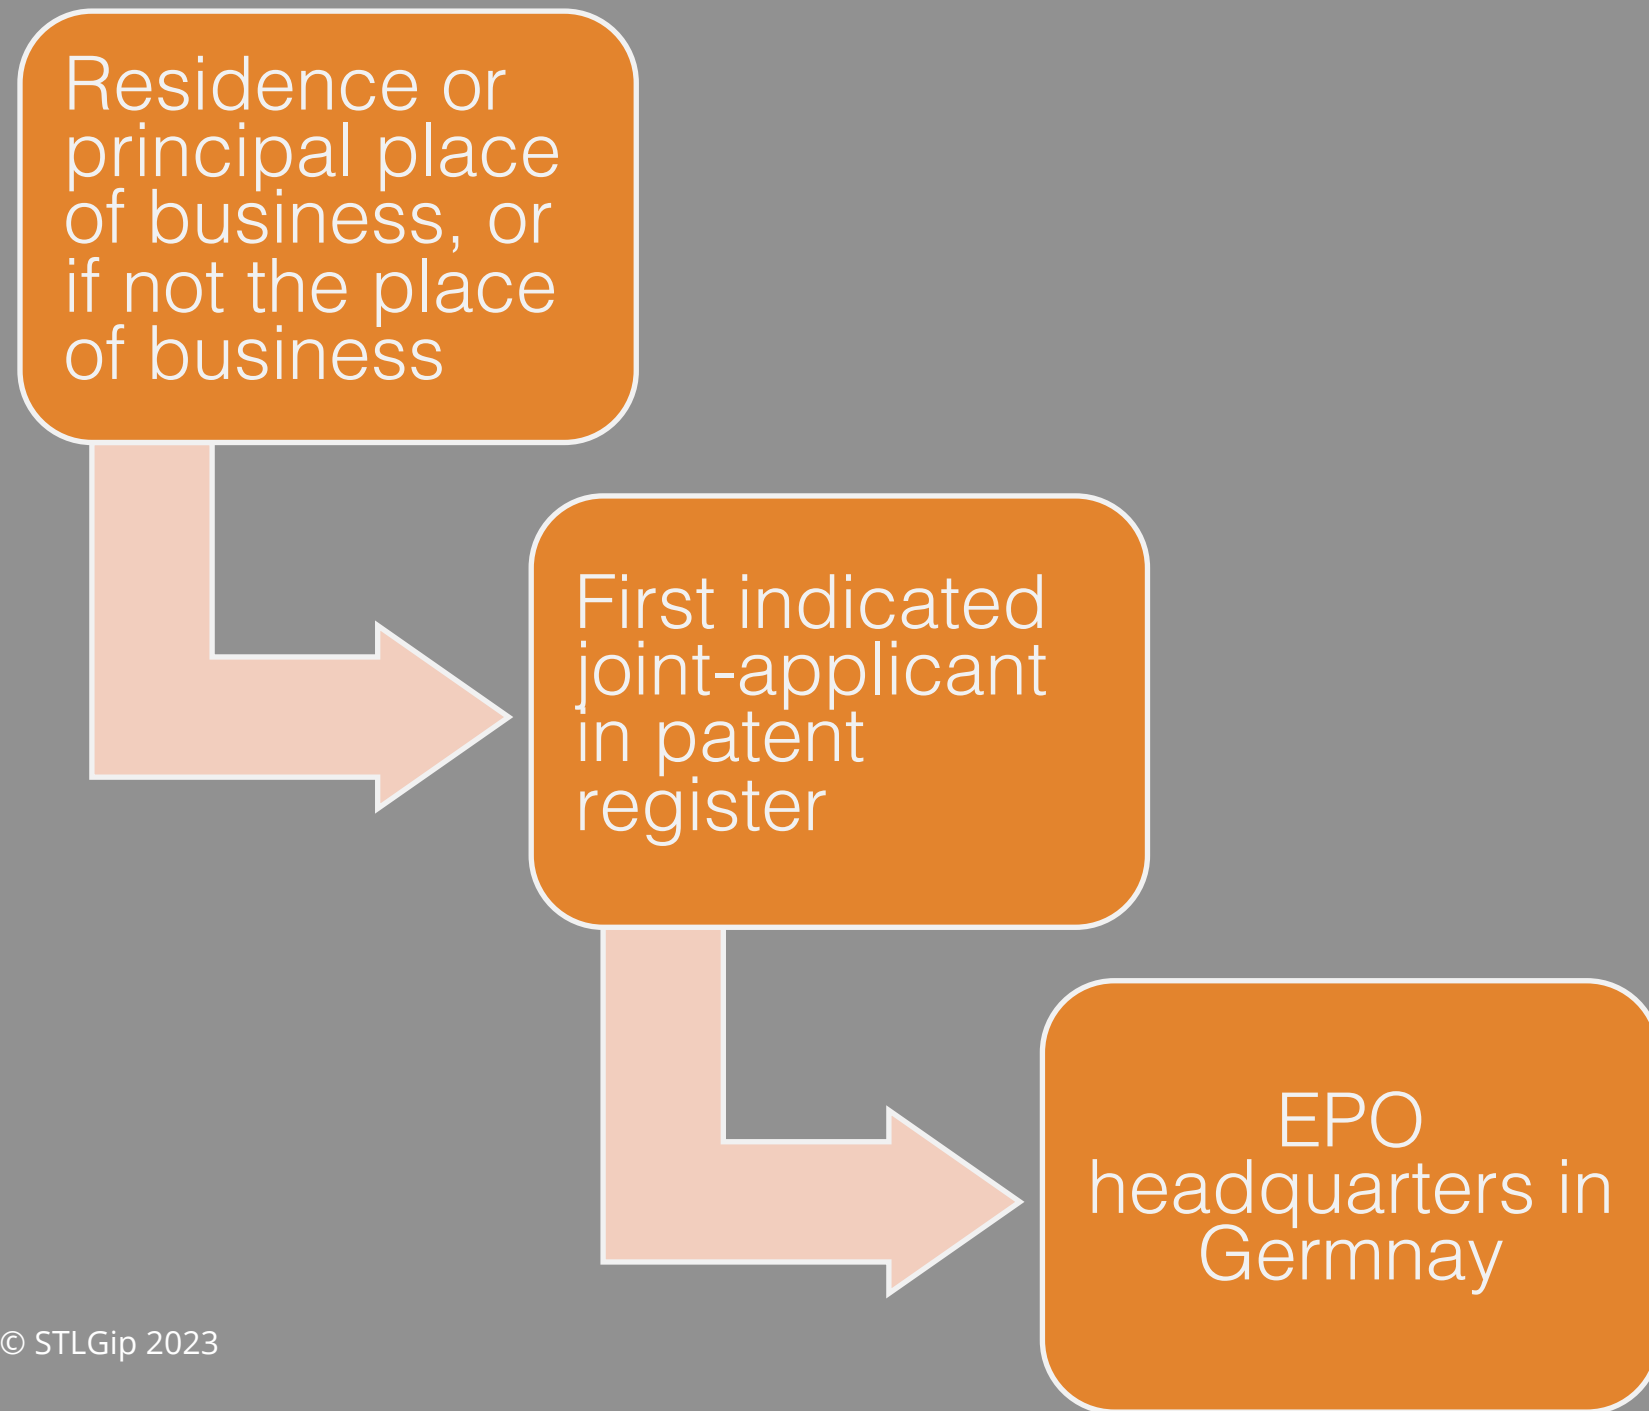 Residence or
principal place
of business, or
if not the place
of business
First indicated
joint-applicant
in patent
register
EPO
headquarters in
Germnay
© STLGip 2023